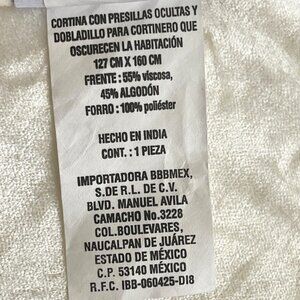 CORTINA CON PRESILLAS OCULTAS Y
DOBLADILLO PARA CORTINERO QUE
OSCURECEN LA HABITACIÓN
127 CM X 160 CM
FRENTE : 55% viscosa,
45% ALGODÓN
FORRO : 100% poliéster
HECHO EN INDIA
CONT. : 1 PIEZA
IMPORTADORA BBBMEX,
S.DE R.L. DE C.V.
BLVD. MANUEL AVILA
CAMACHO No.3228
COL.BOULEVARES,
NAUCALPAN DE JUÁREZ
ESTADO DE MÉXICO
C.P. 53140 MÉXICO
R.F.C. IBB-060425-DI8